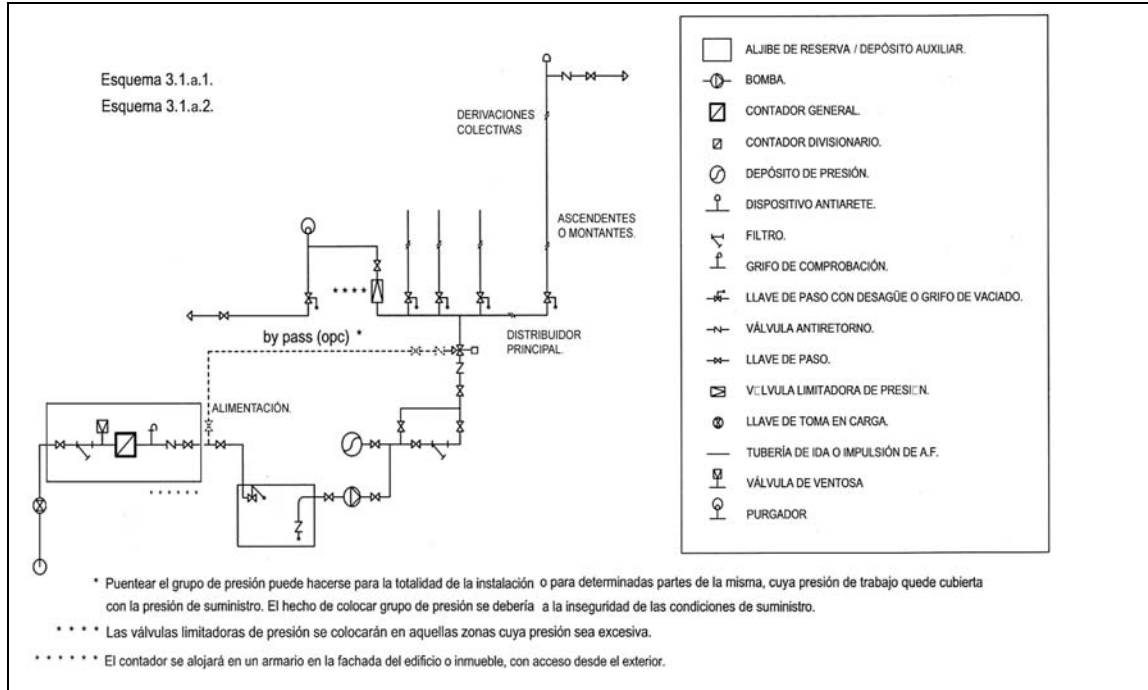 Esquema 3.1.a.1.
Esquema 3.1.a.2.
DERIVACIONES
COLECTIVAS
ASCENDENTES
O MONTANTES.
* * * *
DISTRIBUIDOR
PRINCIPAL.
by pass (opc) *
ALIMENTACIÓN.
* * * * * *
ALJIBE DE RESERVA / DEPÓSITO AUXILIAR.
BOMBA.
CONTADOR GENERAL.
CONTADOR DIVISIONARIO.
DEPÓSITO DE PRESIÓN.
DISPOSITIVO ANTIARETE.
FILTRO.
GRIFO DE COMPROBACIÓN.
LLAVE DE PASO CON DESAGÜE O GRIFO DE VACIADO.
VÁLVULA ANTIRETORNO.
LLAVE DE PASO.
V□LVULA LIMITADORA DE PRESI□N.
LLAVE DE TOMA EN CARGA.
TUBERÍA DE IDA O IMPULSIÓN DE A.F.
VÁLVULA DE VENTOSA
PURGADOR
* Puentear el grupo de presión puede hacerse para la totalidad de la instalación o para determinadas partes de la misma, cuya presión de trabajo quede cubierta
con la presión de suministro. El hecho de colocar grupo de presión se debería a la inseguridad de las condiciones de suministro.
* * * * Las válvulas limitadoras de presión se colocarán en aquellas zonas cuya presión sea excesiva.
* * * * * * El contador se alojará en un armario en la fachada del edificio o inmueble, con acceso desde el exterior.